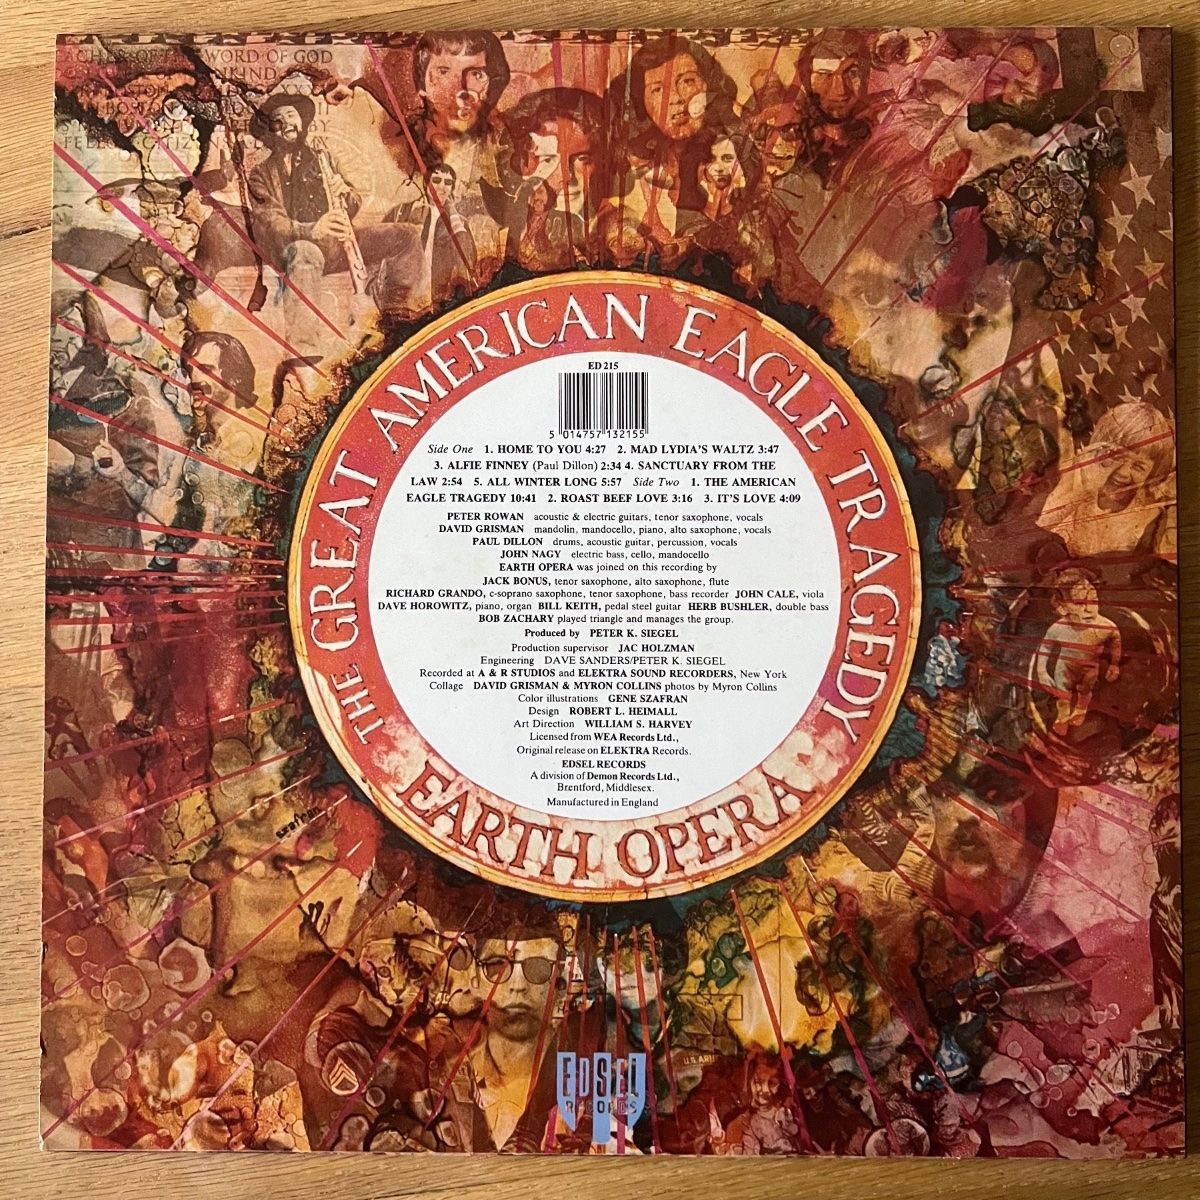 WORD OF GOD
THE GREAT AMERICAN EAGLE TRAGEDY
ED 215
5 014757 132155
Side One 1. HOME TO YOU 4:27 2. MAD LYDIA'S WALTZ 3:47
3. ALFIE FINNEY (Paul Dillon) 2:34 4. SANCTUARY FROM THE
LAW 2:54 5. ALL WINTER LONG 5:57 Side Two 1. THE AMERICAN
EAGLE TRAGEDY 10:41 2. ROAST BEEF LOVE 3:16 3. IT'S LOVE 4:09
PETER ROWAN acoustic & electric guitars, tenor saxophone, vocals
DAVID GRISMAN mandolin, mandocello, piano, alto saxophone, vocals
PAUL DILLON drums, acoustic guitar, percussion, vocals
JOHN NAGY electric bass, cello, mandocello
EARTH OPERA was joined on this recording by
JACK BONUS, tenor saxophone, alto saxophone, flute
RICHARD GRANDO, c-soprano saxophone, tenor saxophone, bass recorder JOHN CALE, viola
DAVE HOROWITZ, piano, organ BILL KEITH, pedal steel guitar HERB BUSHLER, double bass
BOB ZACHARY played triangle and manages the group.
Produced by PETER K. SIEGEL
Production supervisor JAC HOLZMAN
Engineering DAVE SANDERS/PETER K. SIEGEL
Recorded at A & R STUDIOS and ELEKTRA SOUND RECORDERS, New York
Collage DAVID GRISMAN & MYRON COLLINS photos by Myron Collins
Color illustrations GENE SZAFRAN
Design ROBERT L. HEIMALL
Art Direction WILLIAM S. HARVEY
Licensed from WEA Records Ltd.,
Original release on ELEKTRA Records.
EDSEL RECORDS
A division of Demon Records Ltd.,
Brentford, Middlesex.
Manufactured in England
EARTH OPERA
szafran
EDSEL
RECORDS